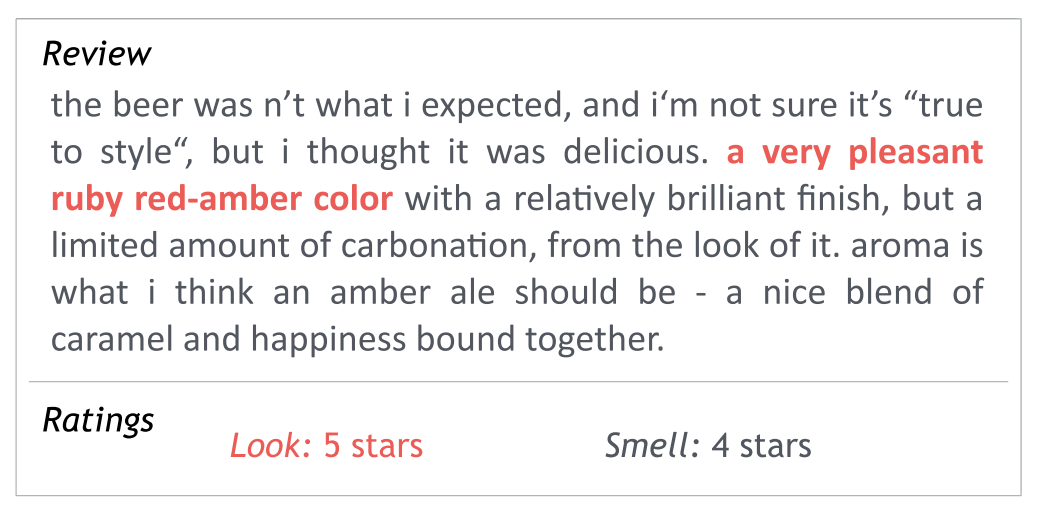 Review
the beer was n’t what i expected, and i‘m not sure it’s “true
to style“, but i thought it was delicious. a very pleasant
ruby red-amber color with a relatively brilliant finish, but a
limited amount of carbonation, from the look of it. aroma is
what i think an amber ale should be - a nice blend of
caramel and happiness bound together.
Ratings
Look: 5 stars Smell: 4 stars